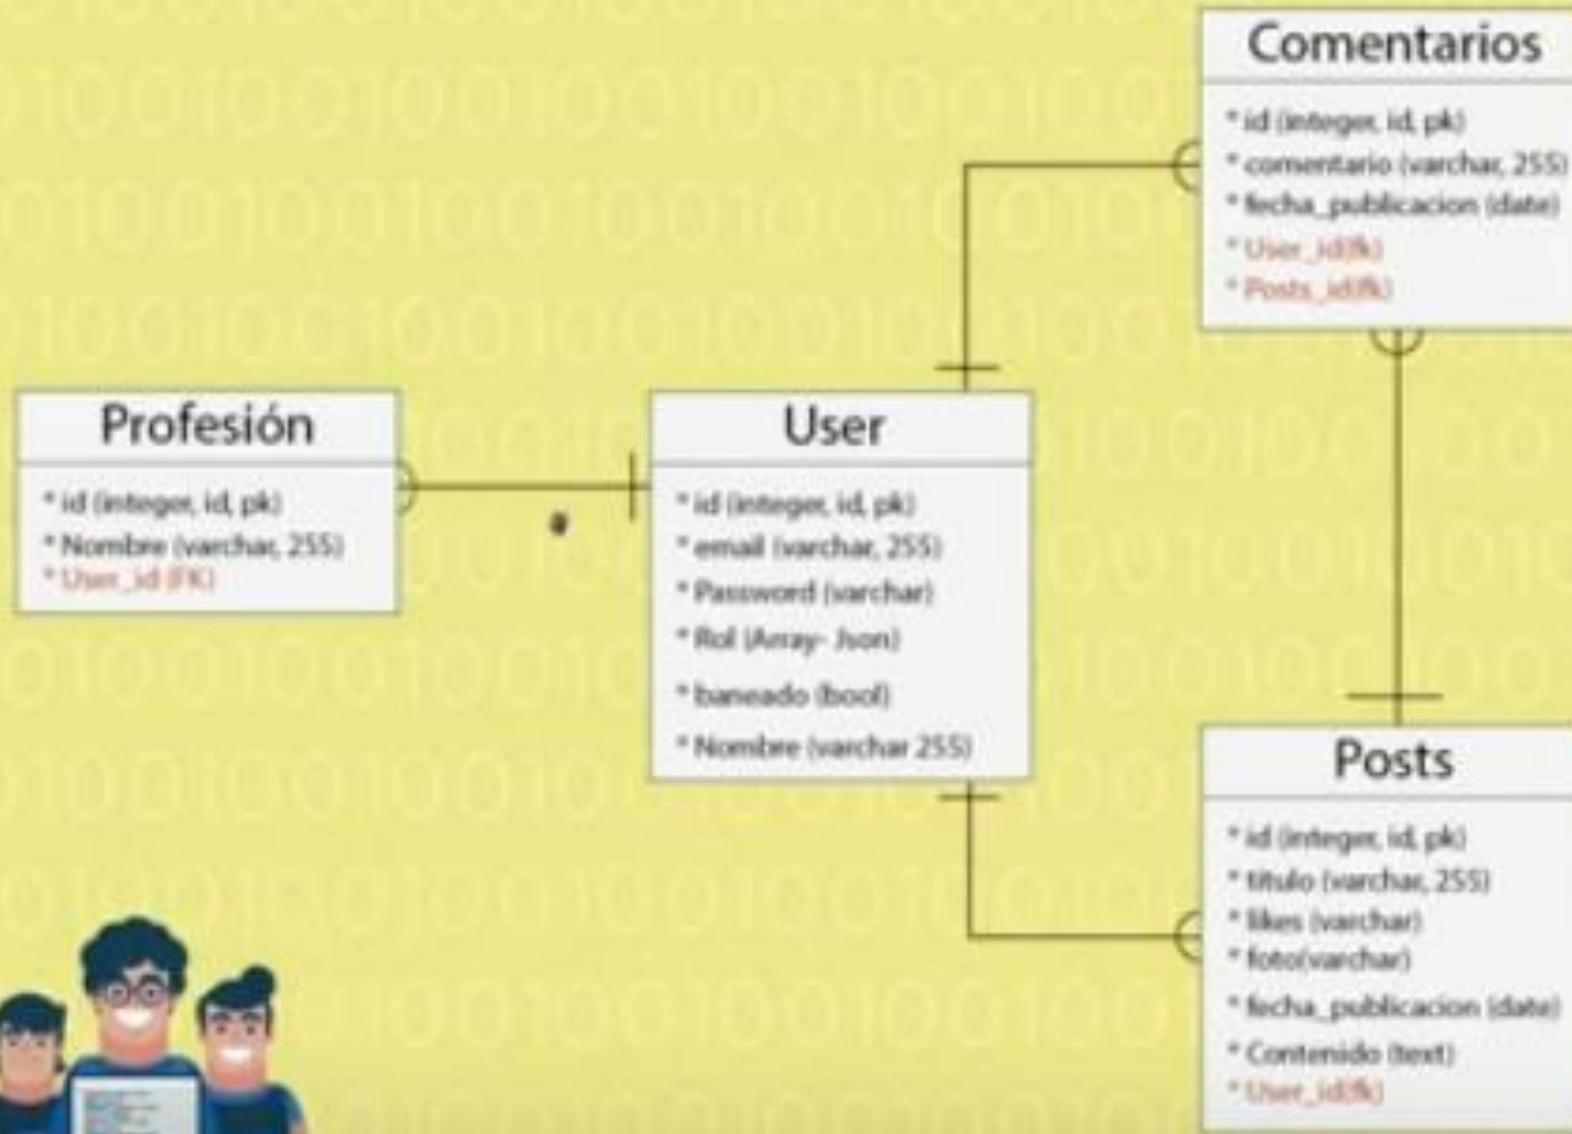 Comentarios
* id (integer, id, pk)
* comentario (varchar, 255)
* fecha_publicacion (date)
* User_id(fk)
* Posts_id(fk)
Profesión
* id (integer, id, pk)
* Nombre (varchar, 255)
* User_id (FK)
User
* id (integer, id, pk)
* email (varchar, 255)
* Password (varchar)
* Rol (Array- Json)
* baneado (bool)
* Nombre (varchar 255)
Posts
* id (integer, id, pk)
* titulo (varchar, 255)
* likes (varchar)
* foto(varchar)
* fecha_publicacion (date)
* Contenido (text)
* User_id(fk)